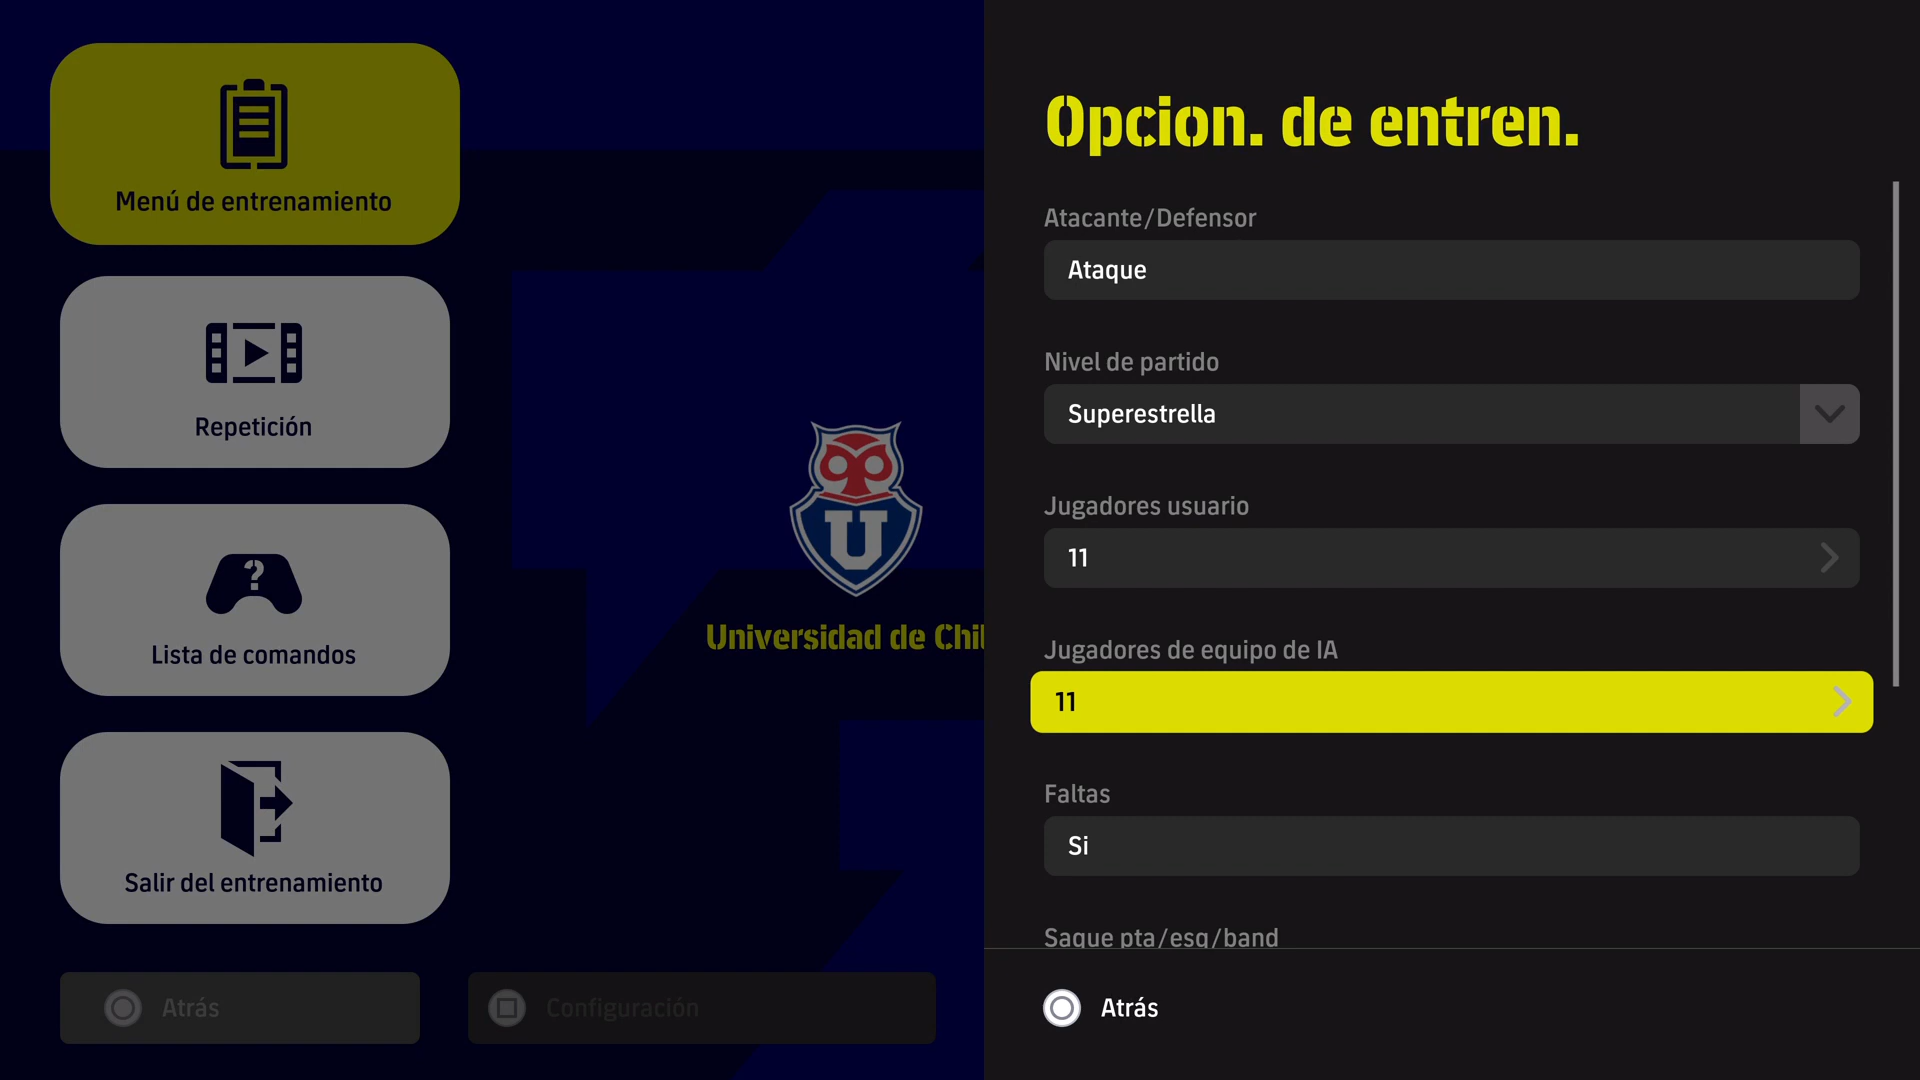 Menú de entrenamiento
Repetición
?
Lista de comandos
Salir del entrenamiento
Atrás
Configuración
U
Universidad de Chil
Opcion. de entren.
Atacante/Defensor
Ataque
Nivel de partido
Superestrella
Jugadores usuario
11
Jugadores de equipo de IA
11
Faltas
Si
Saque pta/esq/band
Atrás